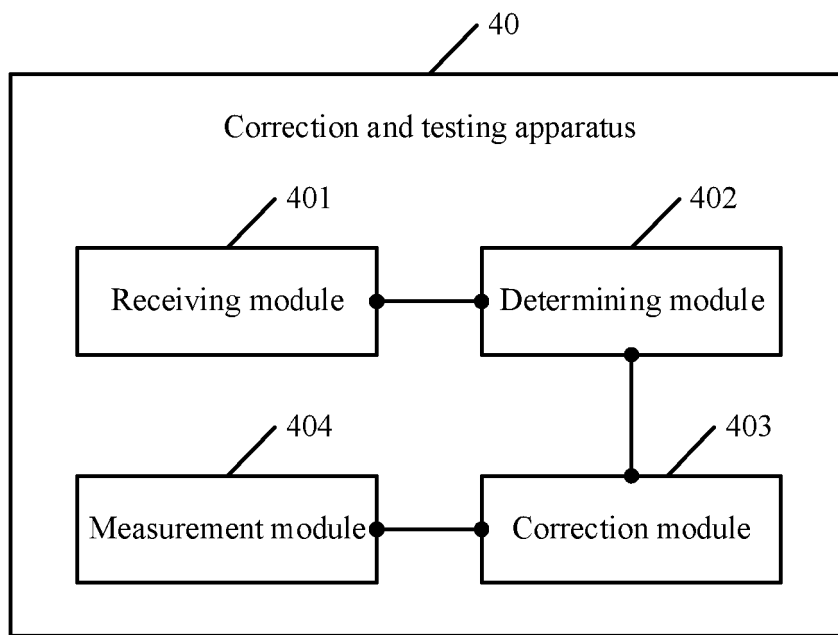 40
Correction and testing apparatus
401
402
Receiving module
Determining module
404
403
Measurement module
Correction module